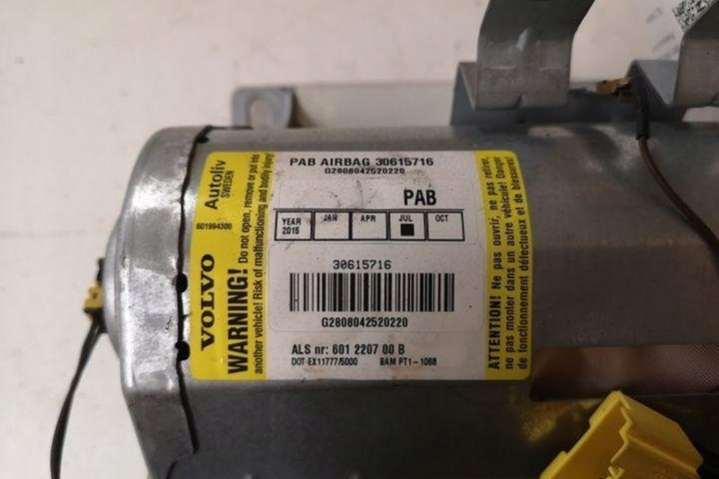 PAB AIRBAG 30615716
G2808042520220
PAB
YEAR 2015 JAN APR JUL OCT
30615716
G2808042520220
ALS nr: 601 2207 00 B
DOT-EX11777/5000 BAM PT1-1088
Autoliv
SWEDEN
601994300
VOLVO
WARNING! Do not open, remove or put into
another vehicle! Risk of malfunctioning and bodily injury!
ATTENTION! Ne pas ouvrir, ne pas retirer,
ne pas monter dans un autre véhicule! Danger
de fonctionnement défectueux et de blesures!